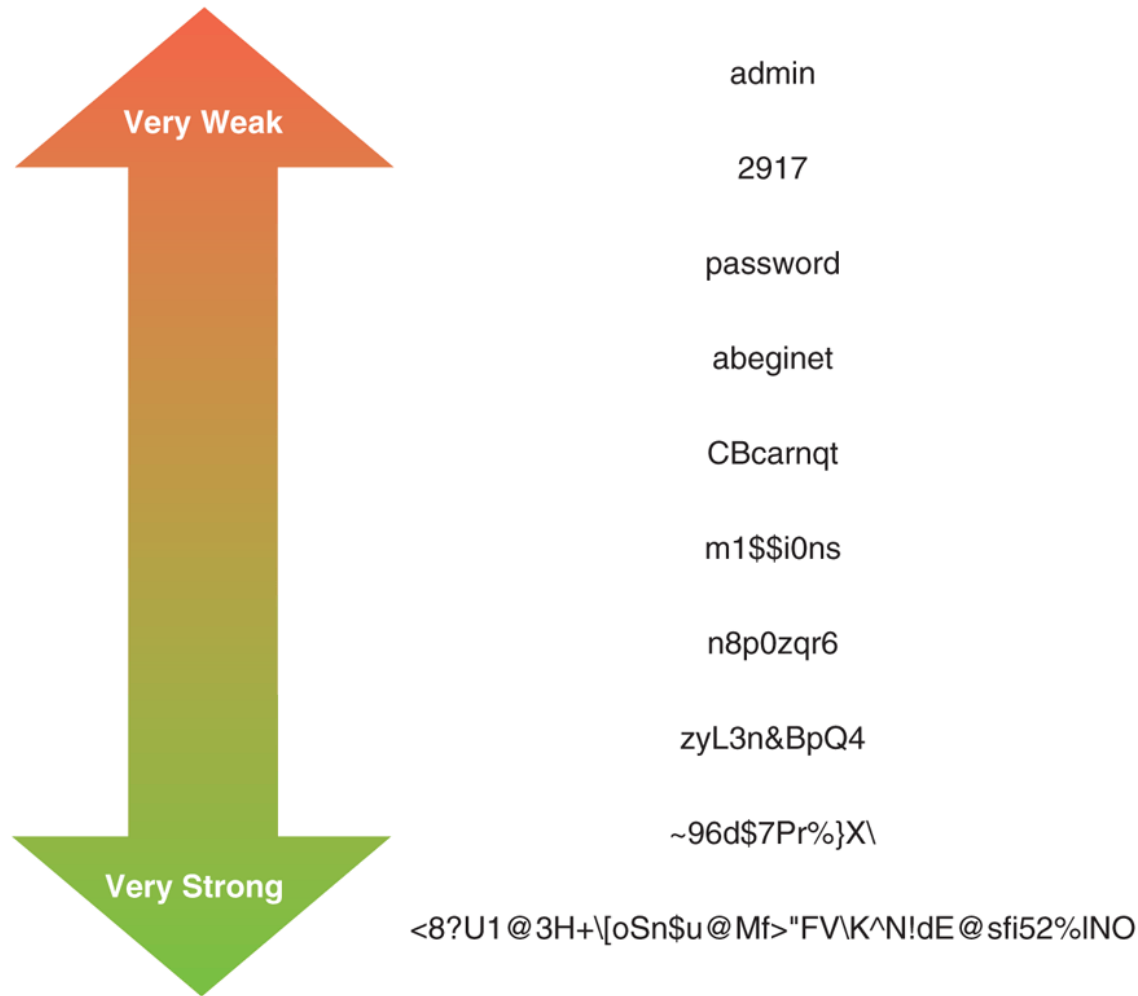 Very Weak
admin
2917
password
abeginet
CBcarnqt
m1$$i0ns
n8p0zqr6
zyL3n&BpQ4
~96d$7Pr%}X\
Very Strong
<8?U1@3H+\[oSn$u@Mf>"FV\K^N!dE@sfi52%lNO